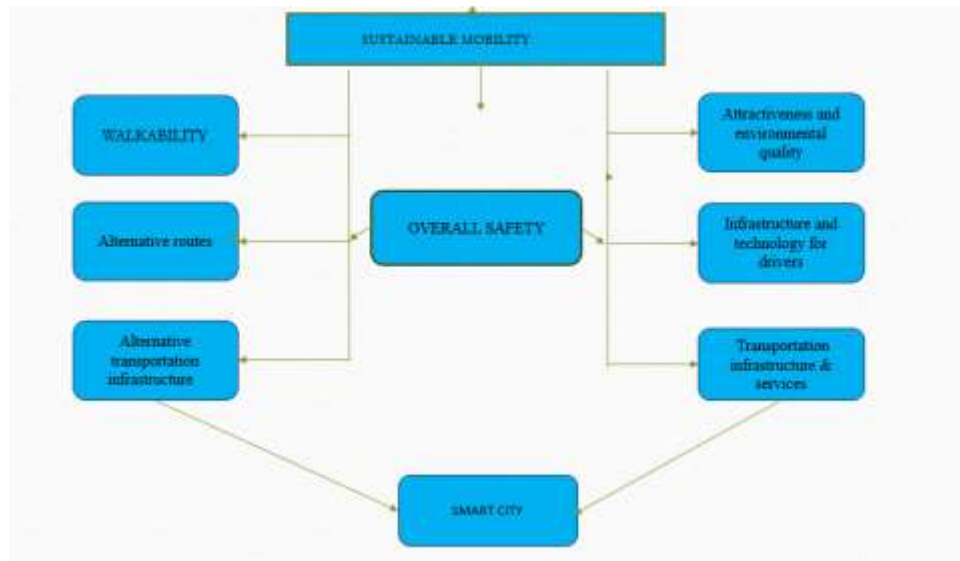 SUSTAINABLE MOBILITY
WALKABILITY
Attractiveness and
environmental
quality
OVERALL SAFETY
Alternative routes
Infrastructure and
technology for
drivers
Alternative
transportation
infrastructure
Transportation
infrastructure &
services
SMART CITY